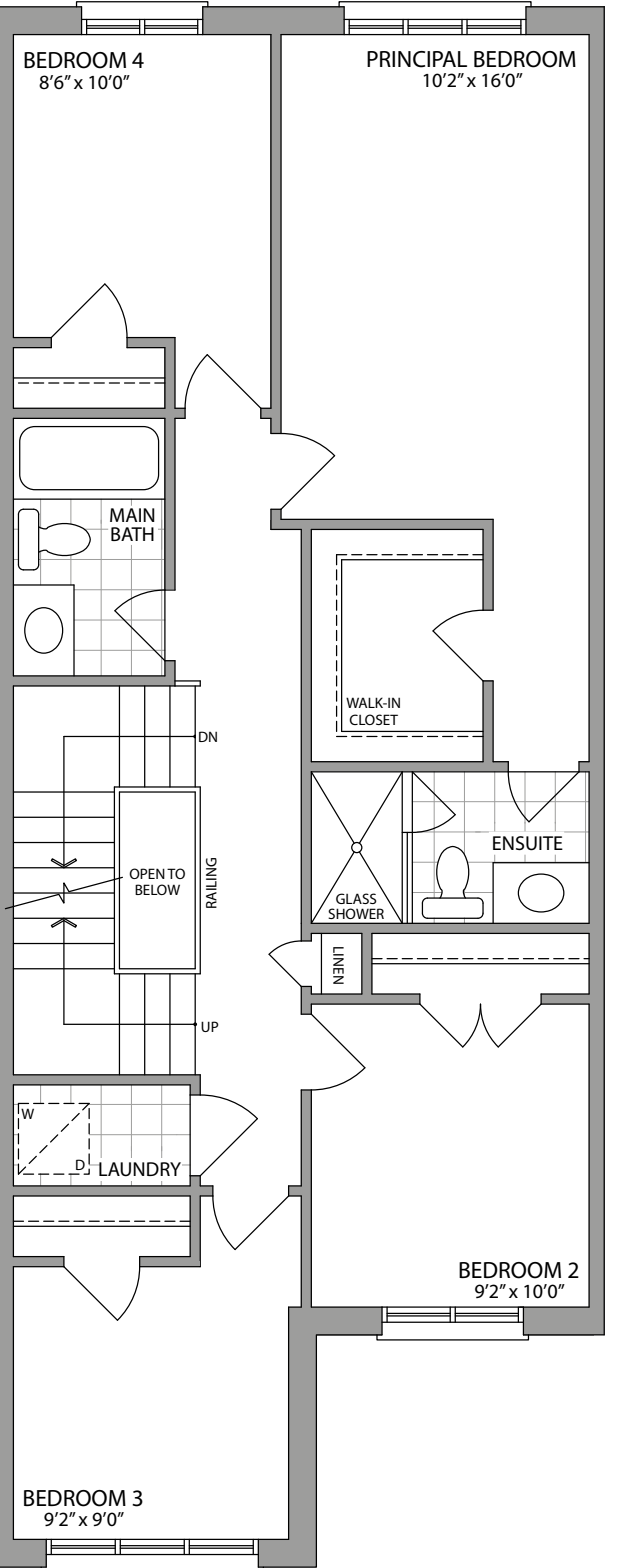 BEDROOM 4
8'6” x 10'0”
PRINCIPAL BEDROOM
10'2” x 16'0”
MAIN
BATH
WALK-IN
CLOSET
DN
OPEN TO
BELOW
RAILING
ENSUITE
GLASS
SHOWER
LINEN
UP
W
D
LAUNDRY
BEDROOM 2
9'2” x 10'0”
BEDROOM 3
9'2” x 9'0”